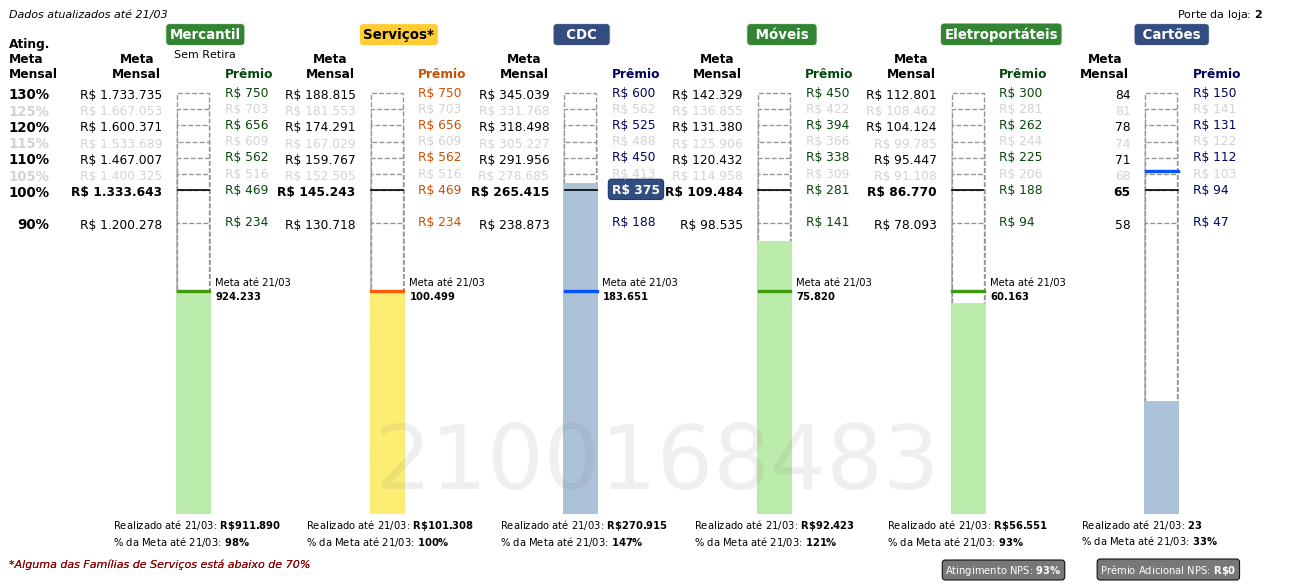 Dados atualizados até 21/03 Porte da loja: 2
Mercantil Serviços* CDC Móveis Eletroportáteis Cartões
Sem Retira
Ating. Meta Mensal Meta Mensal Prêmio Meta Mensal Prêmio Meta Mensal Prêmio Meta Mensal Prêmio Meta Mensal Prêmio Meta Mensal Prêmio
130% R$ 1.733.735 R$ 750 R$ 188.815 R$ 750 R$ 345.039 R$ 600 R$ 142.329 R$ 450 R$ 112.801 R$ 300 84 R$ 150
125% R$ 1.667.053 R$ 703 R$ 181.553 R$ 703 R$ 331.768 R$ 562 R$ 136.855 R$ 422 R$ 108.462 R$ 281 81 R$ 141
120% R$ 1.600.371 R$ 656 R$ 174.291 R$ 656 R$ 318.498 R$ 525 R$ 131.380 R$ 394 R$ 104.124 R$ 262 78 R$ 131
115% R$ 1.533.689 R$ 609 R$ 167.029 R$ 609 R$ 305.227 R$ 488 R$ 125.906 R$ 366 R$ 99.785 R$ 244 74 R$ 122
110% R$ 1.467.007 R$ 562 R$ 159.767 R$ 562 R$ 291.956 R$ 450 R$ 120.432 R$ 338 R$ 95.447 R$ 225 71 R$ 112
105% R$ 1.400.325 R$ 516 R$ 152.505 R$ 516 R$ 278.685 R$ 413 R$ 114.958 R$ 309 R$ 91.108 R$ 206 68 R$ 103
100% R$ 1.333.643 R$ 469 R$ 145.243 R$ 469 R$ 265.415 R$ 375 R$ 109.484 R$ 281 R$ 86.770 R$ 188 65 R$ 94
90% R$ 1.200.278 R$ 234 R$ 130.718 R$ 234 R$ 238.873 R$ 188 R$ 98.535 R$ 141 R$ 78.093 R$ 94 58 R$ 47
Meta até 21/03 Meta até 21/03 Meta até 21/03 Meta até 21/03 Meta até 21/03
924.233 100.499 183.651 75.820 60.163
2100168483
Realizado até 21/03: R$911.890 Realizado até 21/03: R$101.308 Realizado até 21/03: R$270.915 Realizado até 21/03: R$92.423 Realizado até 21/03: R$56.551 Realizado até 21/03: 23
% da Meta até 21/03: 98% % da Meta até 21/03: 100% % da Meta até 21/03: 147% % da Meta até 21/03: 121% % da Meta até 21/03: 93% % da Meta até 21/03: 33%
*Alguma das Famílias de Serviços está abaixo de 70% Atingimento NPS: 93% Prêmio Adicional NPS: R$0